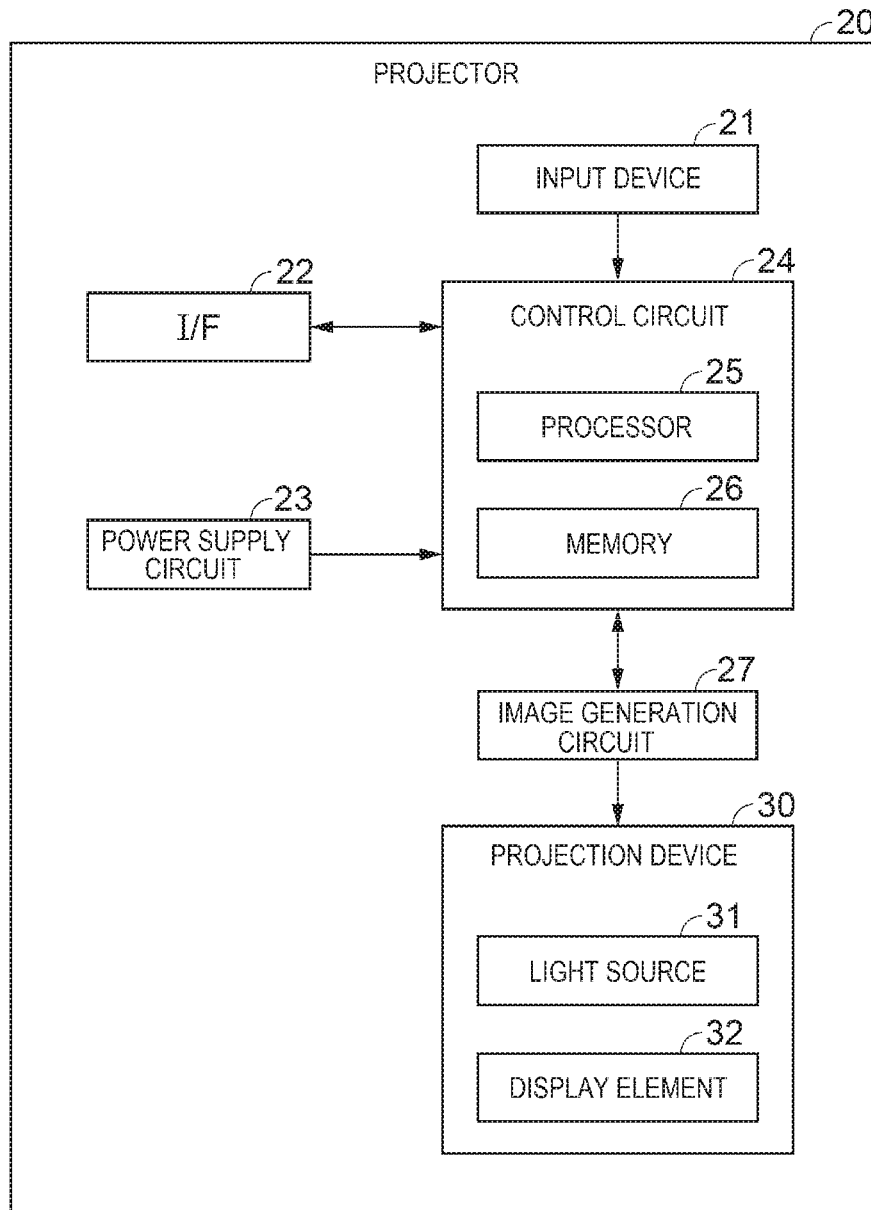 20
PROJECTOR
21
INPUT DEVICE
22
I/F
24
CONTROL CIRCUIT
25
PROCESSOR
23
POWER SUPPLY
CIRCUIT
26
MEMORY
27
IMAGE GENERATION
CIRCUIT
30
PROJECTION DEVICE
31
LIGHT SOURCE
32
DISPLAY ELEMENT